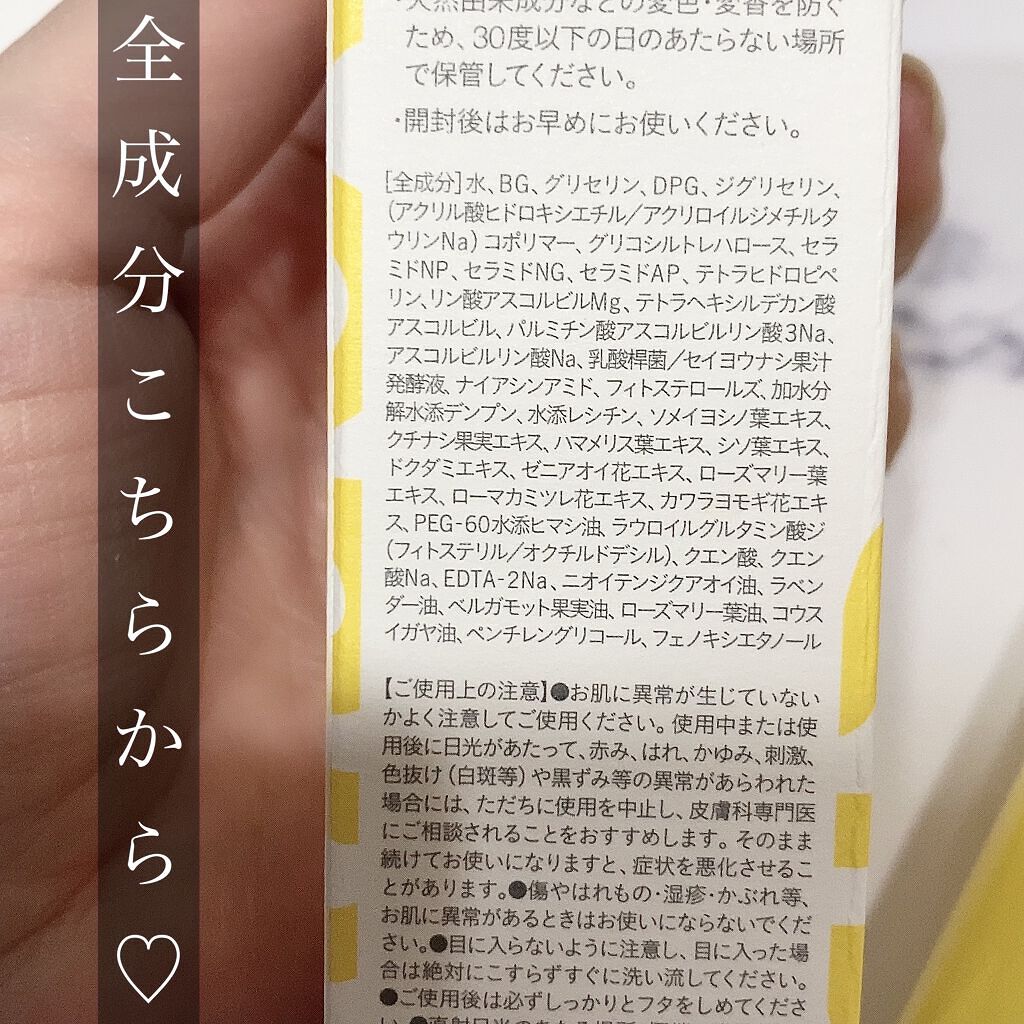 全成分こちらから♡
・天然由来成分などの変色・変香を防ぐ
ため、30度以下の日のあたらない場所
で保管してください。
・開封後はお早めにお使いください。
[全成分]水、BG、グリセリン、DPG、ジグリセリン、
(アクリル酸ヒドロキシエチル/アクリロイルジメチルタ
ウリンNa)コポリマー、グリコシルトレハロース、セラ
ミドNP、セラミドNG、セラミドAP、テトラヒドロピペ
リン、リン酸アスコルビルMg、テトラヘキシルデカン酸
アスコルビル、パルミチン酸アスコルビルリン酸3Na、
アスコルビルリン酸Na、乳酸桿菌/セイヨウナシ果汁
発酵液、ナイアシンアミド、フィトステロールズ、加水分
解水添デンプン、水添レシチン、ソメイヨシノ葉エキス、
クチナシ果実エキス、ハマメリス葉エキス、シソ葉エキス、
ドクダミエキス、ゼニアオイ花エキス、ローズマリー葉
エキス、ローマカミツレ花エキス、カワラヨモギ花エキ
ス、PEG-60水添ヒマシ油、ラウロイルグルタミン酸ジ
(フィトステリル/オクチルドデシル)、クエン酸、クエン
酸Na、EDTA-2Na、ニオイテンジクアオイ油、ラベン
ダー油、ベルガモット果実油、ローズマリー葉油、コウス
イガヤ油、ペンチレングリコール、フェノキシエタノール
【ご使用上の注意】●お肌に異常が生じていない
かよく注意してご使用ください。使用中または使
用後に日光があたって、赤み、はれ、かゆみ、刺激、
色抜け(白斑等)や黒ずみ等の異常があらわれた
場合には、ただちに使用を中止し、皮膚科専門医
にご相談されることをおすすめします。そのまま
続けてお使いになりますと、症状を悪化させるこ
とがあります。●傷やはれもの・湿疹・かぶれ等、
お肌に異常があるときはお使いにならないでくだ
さい。●目に入らないように注意し、目に入った場
合は絶対にこすらずすぐに洗い流してください。
●ご使用後は必ずしっかりとフタをしめてくださ
い。●直射日光のあたる場所